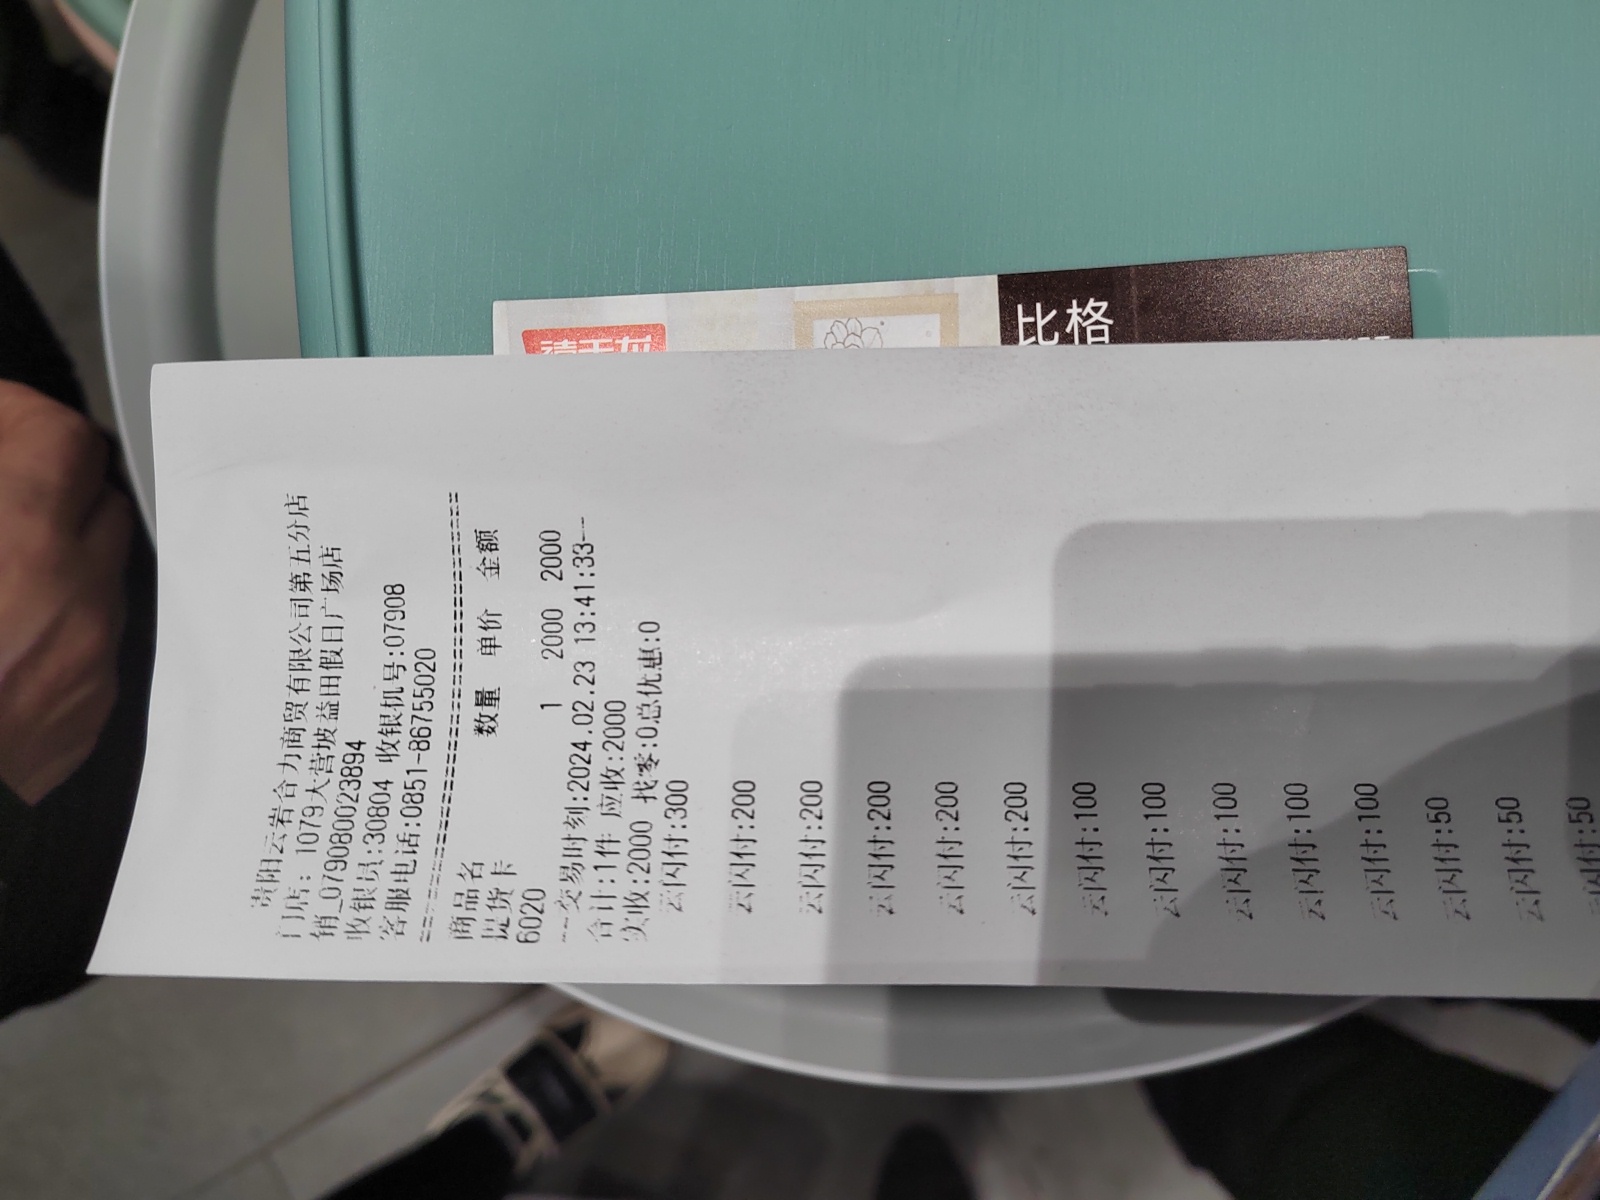 贵阳云岩合力商贸有限公司第五分店
门店: 1079大营坡益田假日广场店
销_079080023894
收银员:30804 收银机号:07908
客服电话:0851-86755020
商品名 数量 单价 金额
提货卡
6020 1 2000 2000
--交易时刻:2024.02.23 13:41:33--
合计:1件 应收:2000
实收:2000 找零:0总优惠:0
云闪付:300
云闪付:200
云闪付:200
云闪付:200
云闪付:200
云闪付:200
云闪付:100
云闪付:100
云闪付:100
云闪付:100
云闪付:100
云闪付:50
云闪付:50
云闪付:50
比格